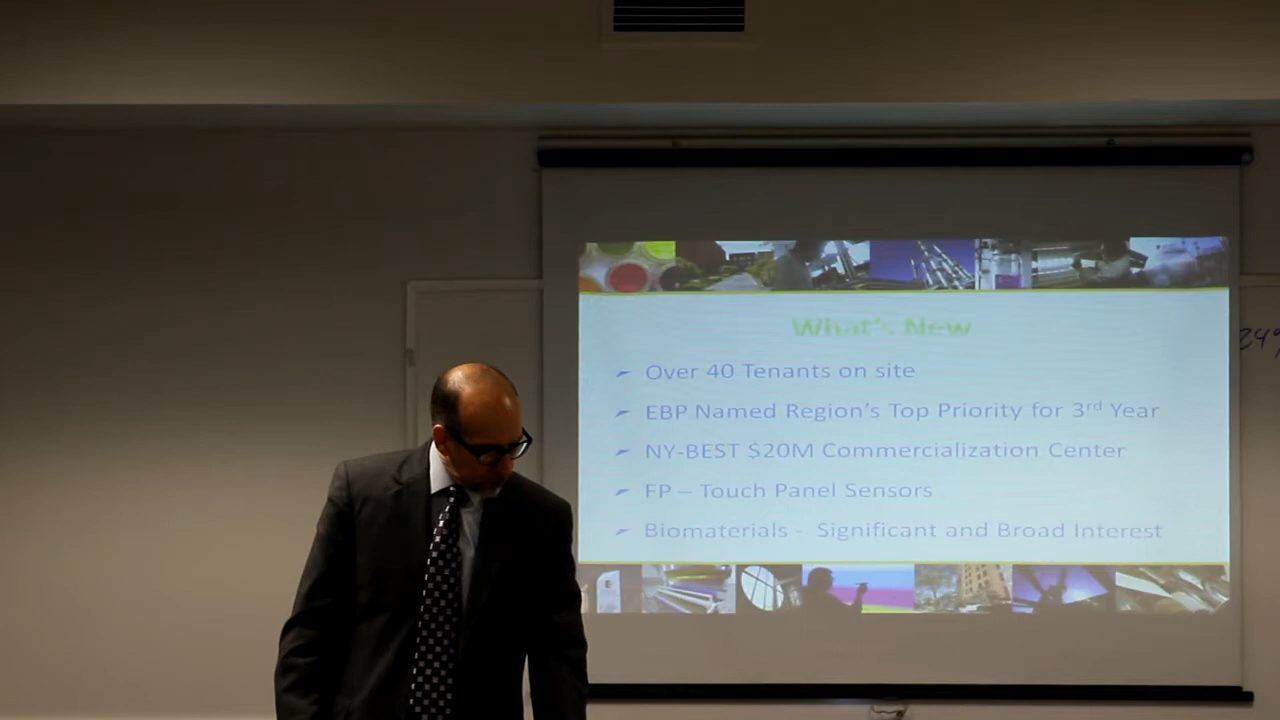 What's New
Over 40 Tenants on site
EBP Named Region's Top Priority for 3rd Year
NY-BEST $20M Commercialization Center
FP – Touch Panel Sensors
Biomaterials - Significant and Broad Interest